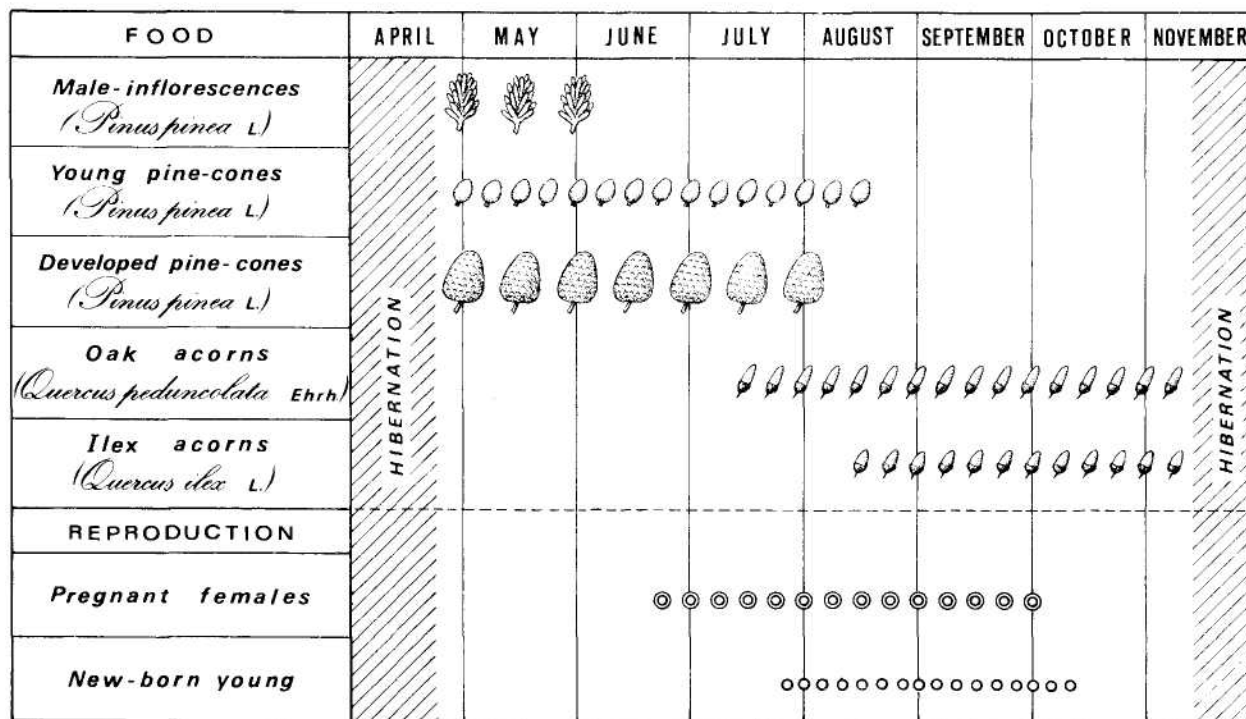 FOOD APRIL MAY JUNE JULY AUGUST SEPTEMBER OCTOBER NOVEMBER
Male-inflorescences
(Pinus pinea L.)
Young pine-cones
(Pinus pinea L.)
Developed pine-cones
(Pinus pinea L.)
Oak acorns
(Quercus peduncolata Ehrh.)
Ilex acorns
(Quercus ilex L.)
HIBERNATION
HIBERNATION
REPRODUCTION
Pregnant females
New-born young